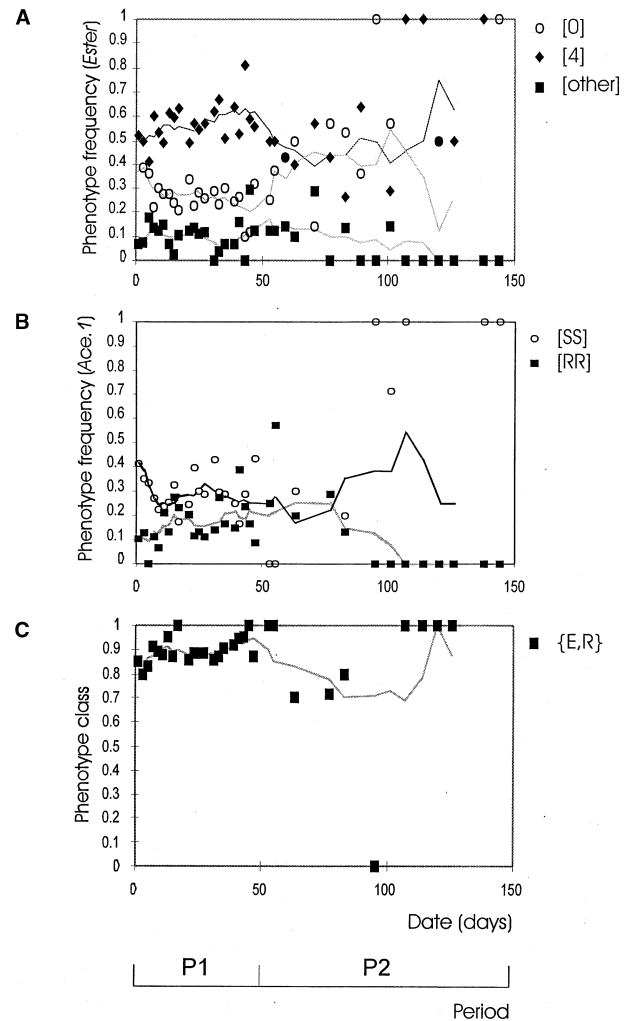 A
Phenotype frequency (Ester)
1
0.9
0.8
0.7
0.6
0.5
0.4
0.3
0.2
0.1
0
0 50 100 150
[0]
[4]
[other]
B
Phenotype frequency (Ace.1)
1
0.9
0.8
0.7
0.6
0.5
0.4
0.3
0.2
0.1
0
0 50 100 150
[SS]
[RR]
C
Phenotype class
1
0.9
0.8
0.7
0.6
0.5
0.4
0.3
0.2
0.1
0
0 50 100 150
{E,R}
Date (days)
P1 P2
Period